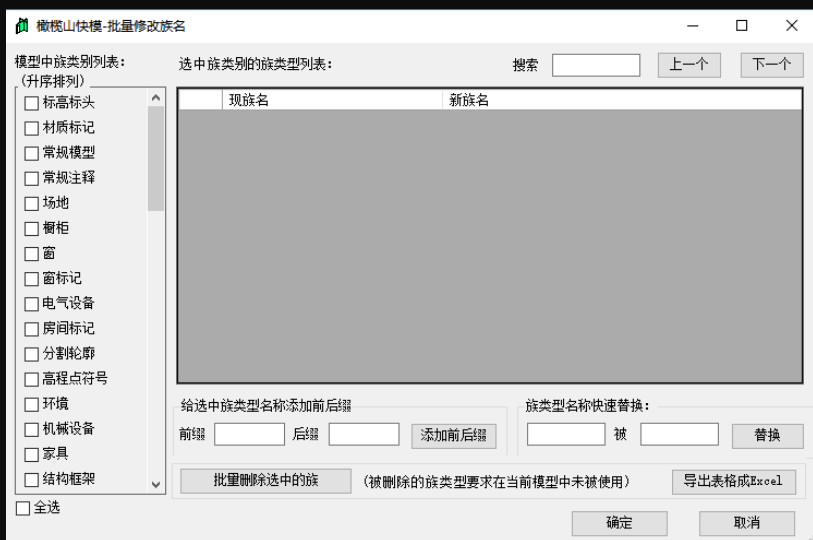 橄榄山快模-批量修改族名
模型中族类别列表:
(升序排列)
选中族类别的族类型列表:
搜索
上一个
下一个
标高标头
材质标记
常规模型
常规注释
场地
橱柜
窗
窗标记
电气设备
房间标记
分割轮廓
高程点符号
环境
机械设备
家具
结构框架
全选
现族名
新族名
给选中族类型名称添加前后缀
前缀
后缀
添加前后缀
族类型名称快速替换:
被
替换
批量删除选中的族
(被删除的族类型要求在当前模型中未被使用)
导出表格成Excel
确定
取消